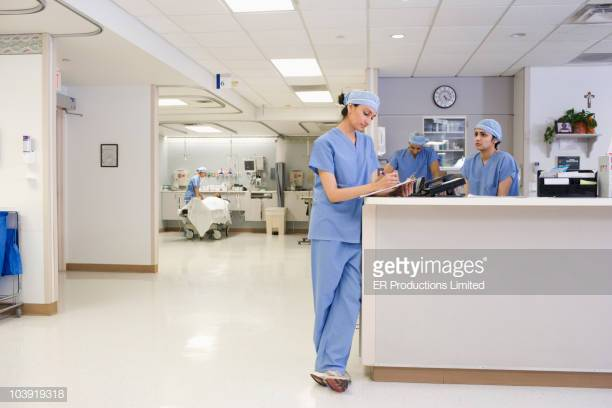 gettyimages®
ER Productions Limited
103919318